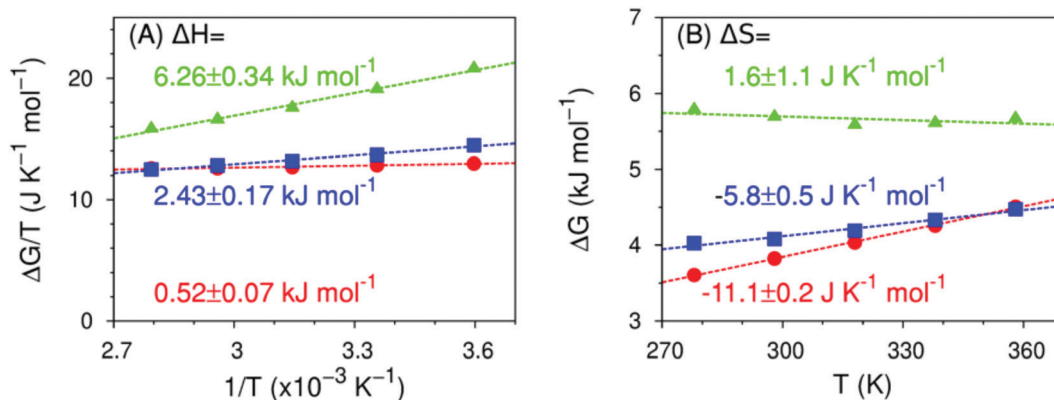 (A) ΔH=
6.26±0.34 kJ mol⁻¹
2.43±0.17 kJ mol⁻¹
0.52±0.07 kJ mol⁻¹
ΔG/T (J K⁻¹ mol⁻¹)
20
10
0
2.7 3 3.3 3.6
1/T (x10⁻³ K⁻¹)
(B) ΔS=
1.6±1.1 J K⁻¹ mol⁻¹
-5.8±0.5 J K⁻¹ mol⁻¹
-11.1±0.2 J K⁻¹ mol⁻¹
ΔG (kJ mol⁻¹)
7
6
5
4
3
270 300 330 360
T (K)